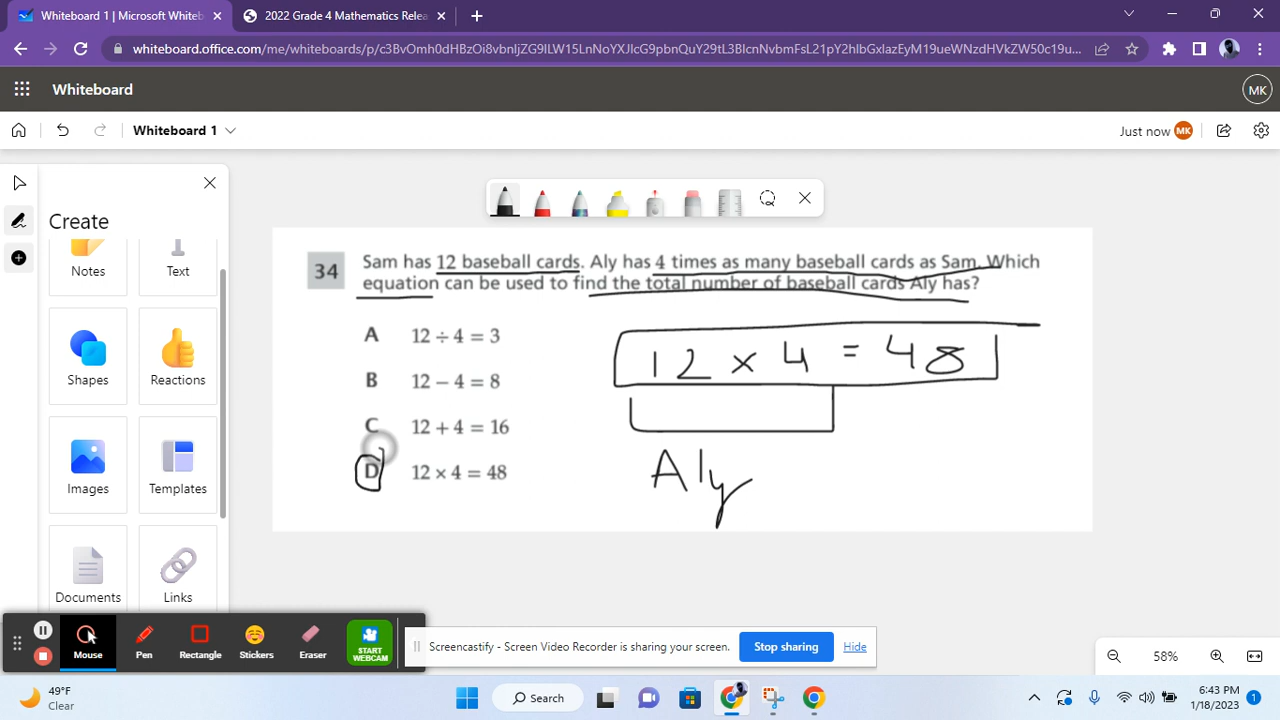 Whiteboard 1 | Microsoft Whiteb
2022 Grade 4 Mathematics Relea
whiteboard.office.com/me/whiteboards/p/
Whiteboard
MK
Whiteboard 1
Just now MK
Create
Notes
Text
Shapes
Reactions
Images
Templates
Documents
Links
34 Sam has 12 baseball cards. Aly has 4 times as many baseball cards as Sam. Which
equation can be used to find the total number of baseball cards Aly has?
A 12 ÷ 4 = 3
B 12 – 4 = 8
C 12 + 4 = 16
D 12 × 4 = 48
12 × 4 = 48
Aly
Mouse
Pen
Rectangle
Stickers
Eraser
START
WEBCAM
Screencastify - Screen Video Recorder is sharing your screen.
Stop sharing
Hide
58%
49°F
Clear
Search
6:43 PM
1/18/2023
1